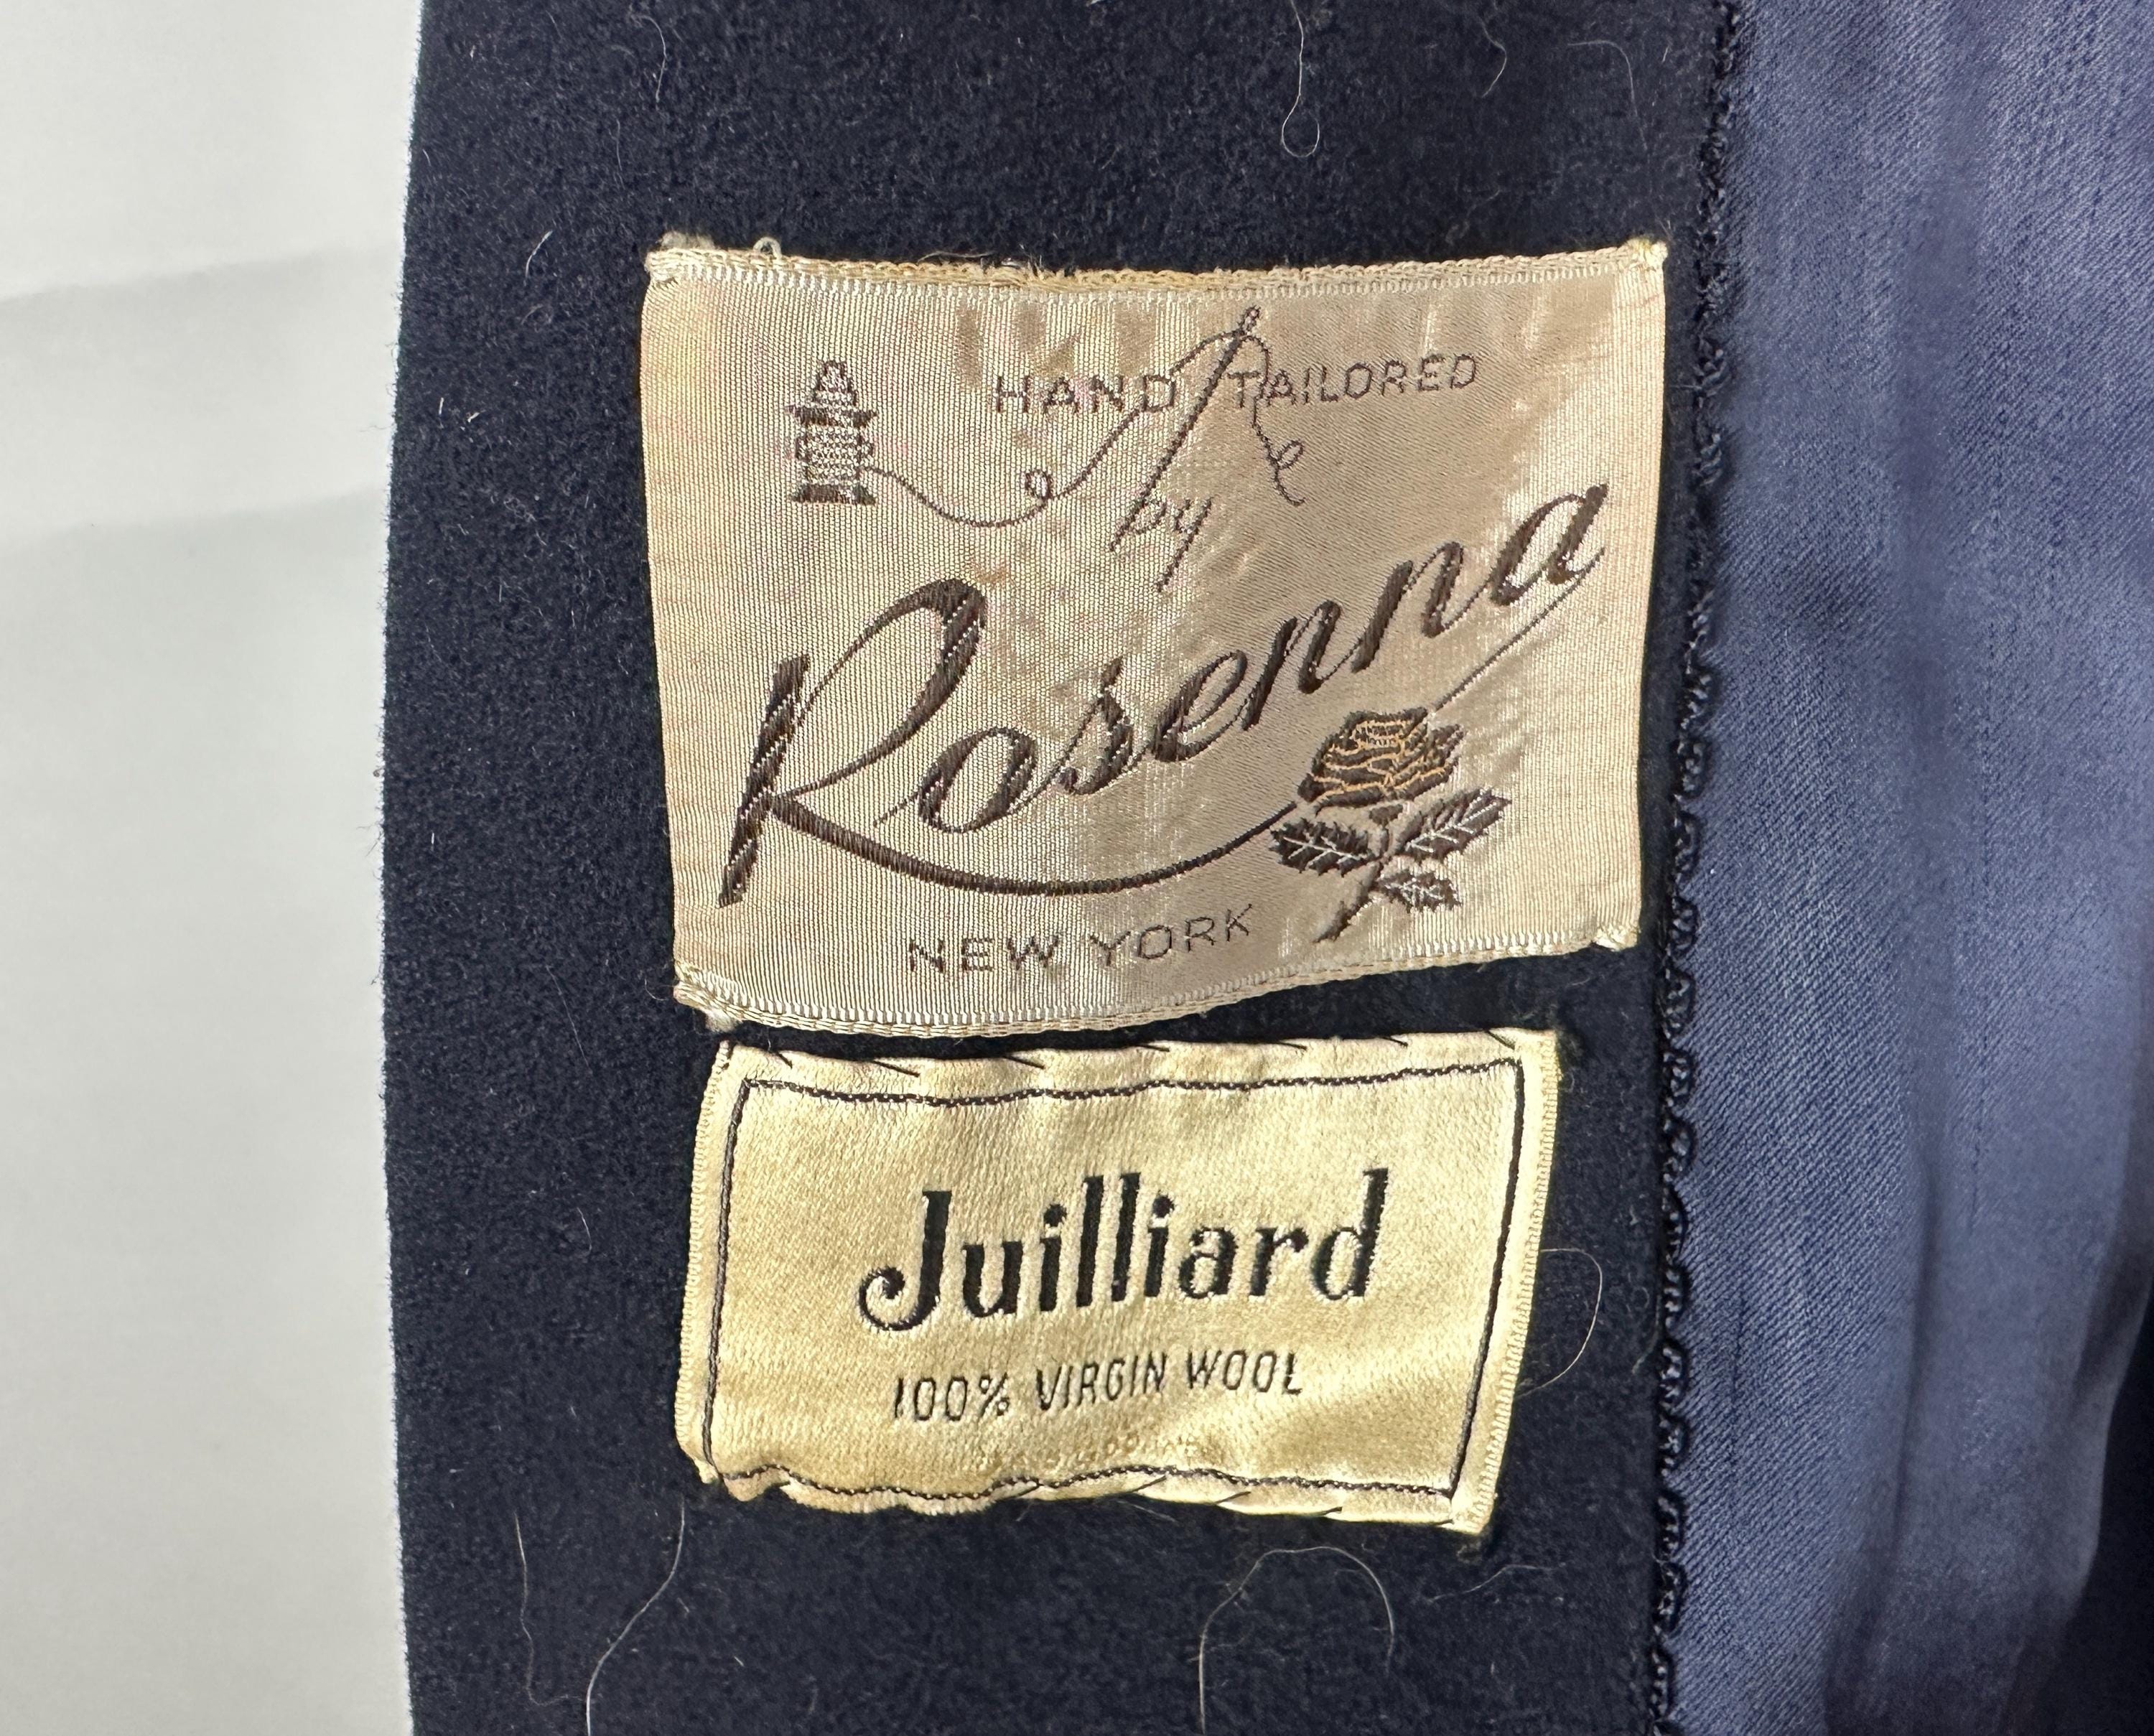 HAND TAILORED
by
Rosenna
NEW YORK
Juilliard
100% VIRGIN WOOL